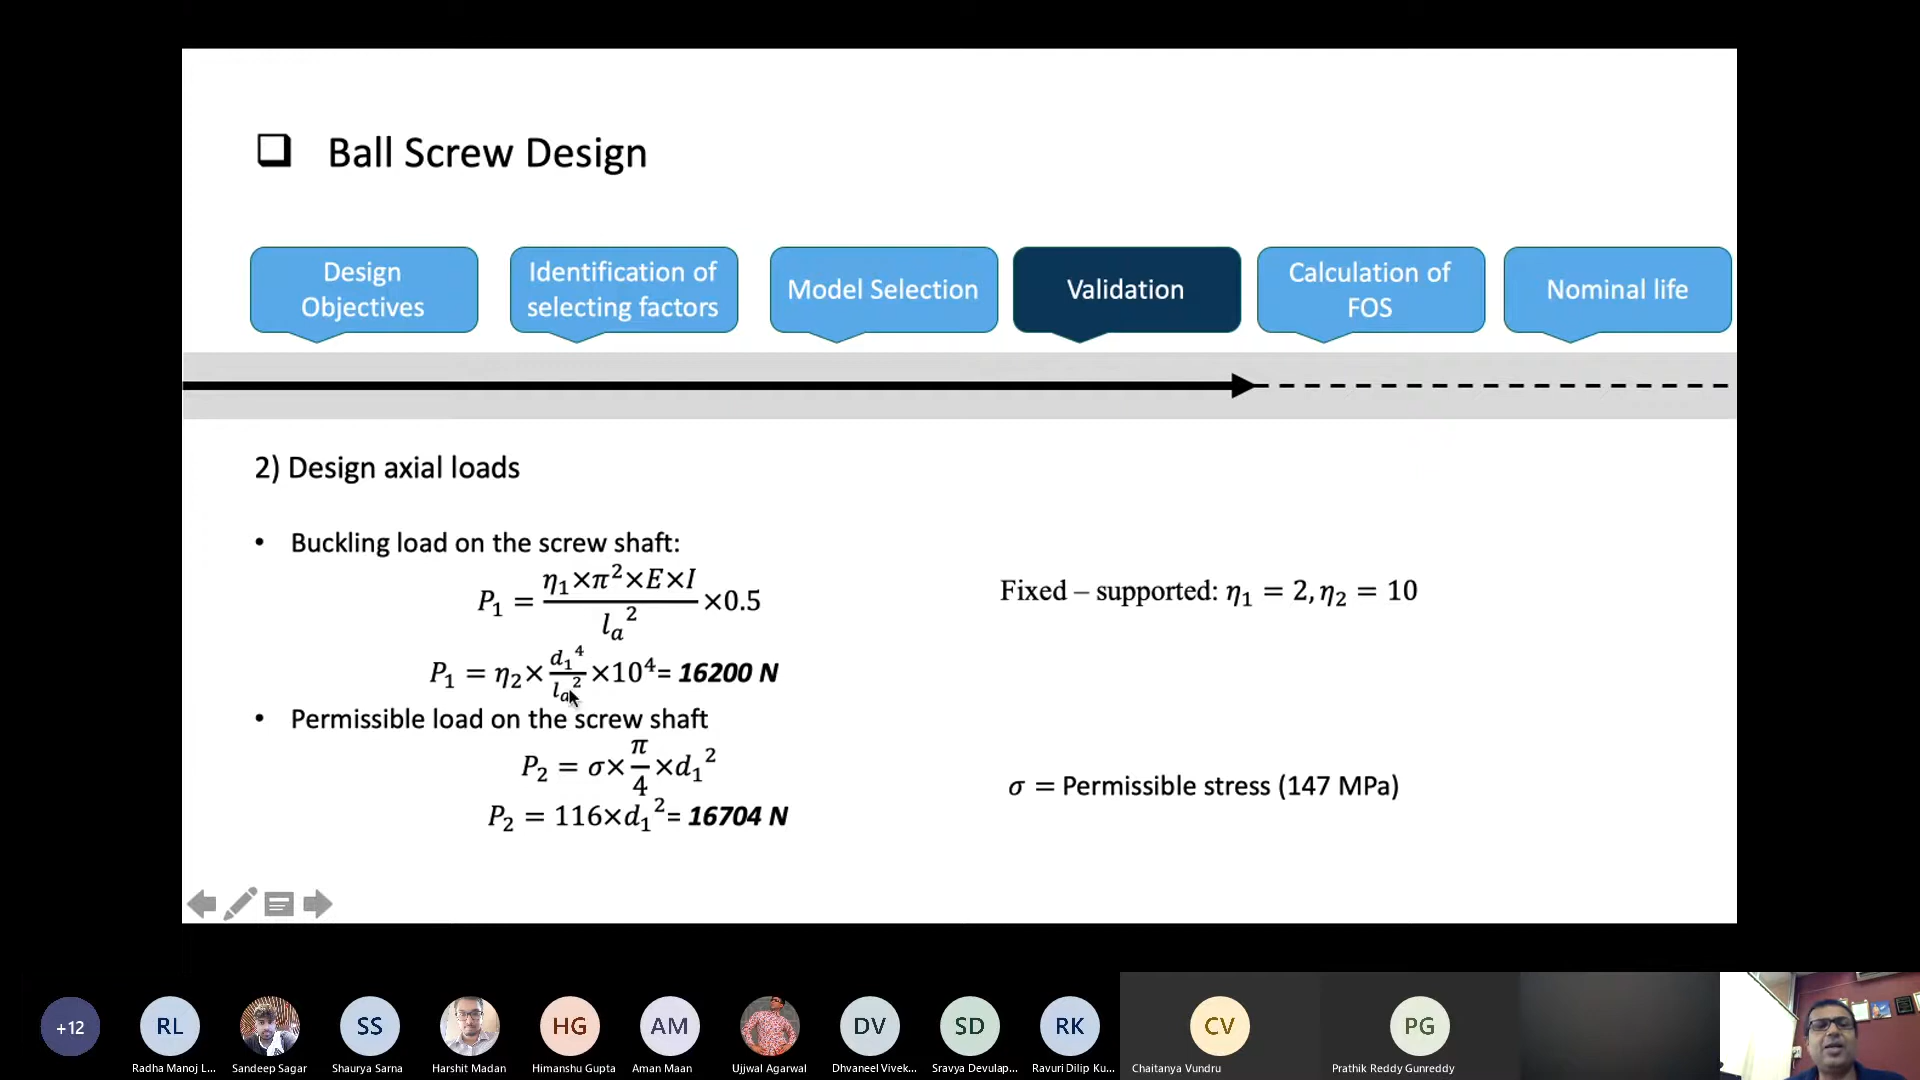 ❑ Ball Screw Design
Design
Objectives
Identification of
selecting factors
Model Selection
Validation
Calculation of
FOS
Nominal life
2) Design axial loads
• Buckling load on the screw shaft:
P₁ = (η₁×π²×E×I)/(lₐ²) ×0.5
Fixed – supported: η₁ = 2, η₂ = 10
P₁ = η₂× d₁⁴/lₐ² ×10⁴= 16200 N
• Permissible load on the screw shaft
P₂ = σ× π/4 ×d₁²
σ = Permissible stress (147 MPa)
P₂ = 116×d₁²= 16704 N
+12
RL
SS
HG
AM
DV
SD
RK
CV
PG
Radha Manoj L...
Sandeep Sagar
Shaurya Sarna
Harshit Madan
Himanshu Gupta
Aman Maan
Ujjwal Agarwal
Dhvaneel Vivek...
Sravya Devulap...
Ravuri Dilip Ku...
Chaitanya Vundru
Prathik Reddy Gunreddy